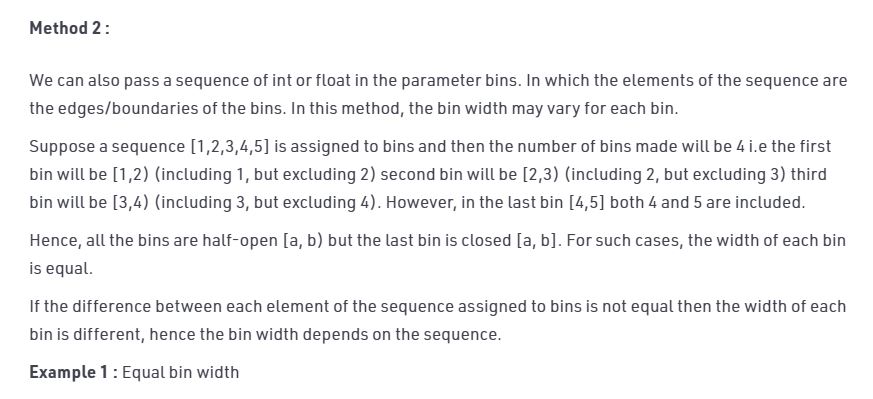 Method 2 :
We can also pass a sequence of int or float in the parameter bins. In which the elements of the sequence are
the edges/boundaries of the bins. In this method, the bin width may vary for each bin.
Suppose a sequence [1,2,3,4,5] is assigned to bins and then the number of bins made will be 4 i.e the first
bin will be [1,2) (including 1, but excluding 2) second bin will be [2,3) (including 2, but excluding 3) third
bin will be [3,4) (including 3, but excluding 4). However, in the last bin [4,5] both 4 and 5 are included.
Hence, all the bins are half-open [a, b) but the last bin is closed [a, b]. For such cases, the width of each bin
is equal.
If the difference between each element of the sequence assigned to bins is not equal then the width of each
bin is different, hence the bin width depends on the sequence.
Example 1 : Equal bin width